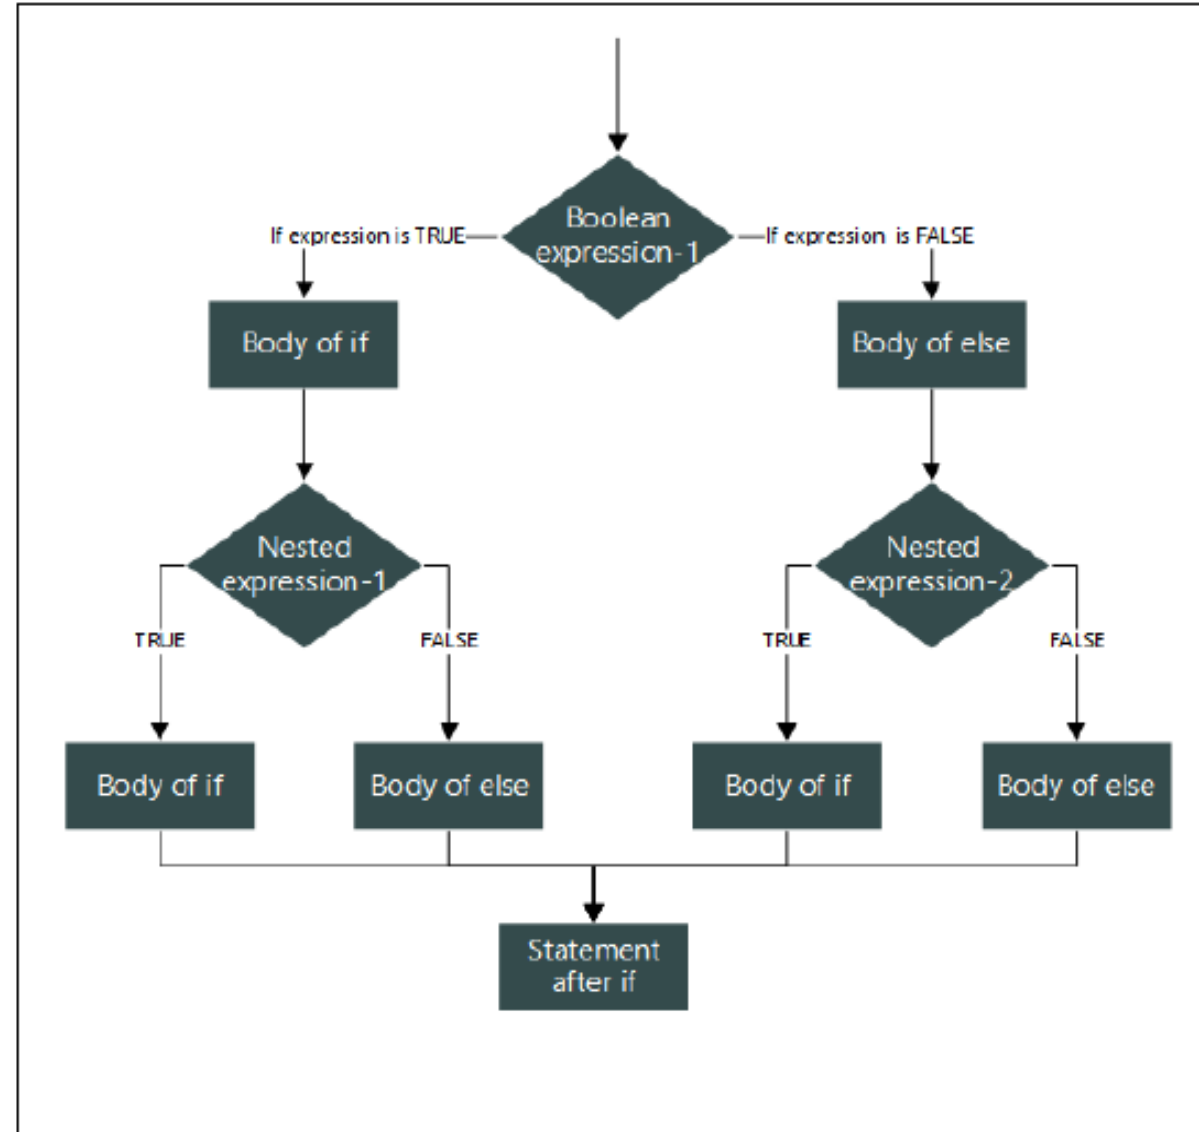 Boolean
expression-1
If expression is TRUE
If expression is FALSE
Body of if
Body of else
Nested
expression-1
Nested
expression-2
TRUE
FALSE
TRUE
FALSE
Body of if
Body of else
Body of if
Body of else
Statement
after if